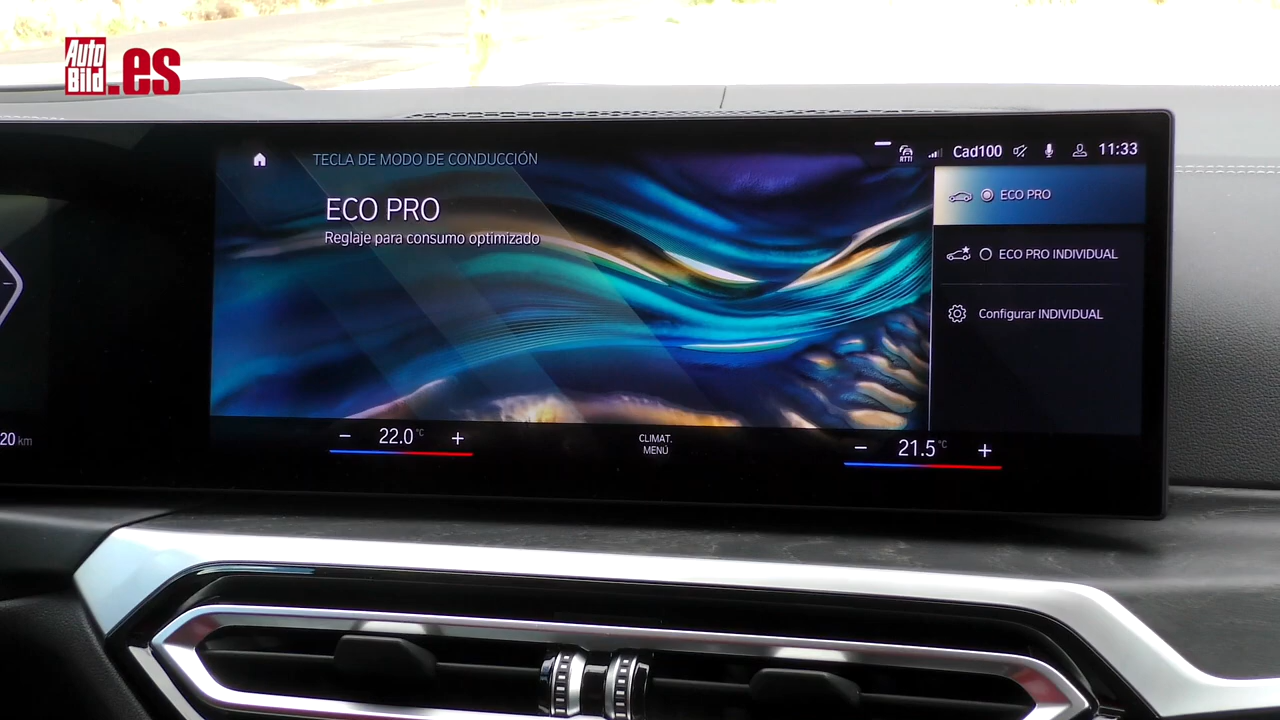 Auto
Bild
.es
TECLA DE MODO DE CONDUCCIÓN
RTTI
Cad100
11:33
ECO PRO
Reglaje para consumo optimizado
ECO PRO
ECO PRO INDIVIDUAL
Configurar INDIVIDUAL
20 km
22.0 °C
CLIMAT.
MENÚ
21.5 °C